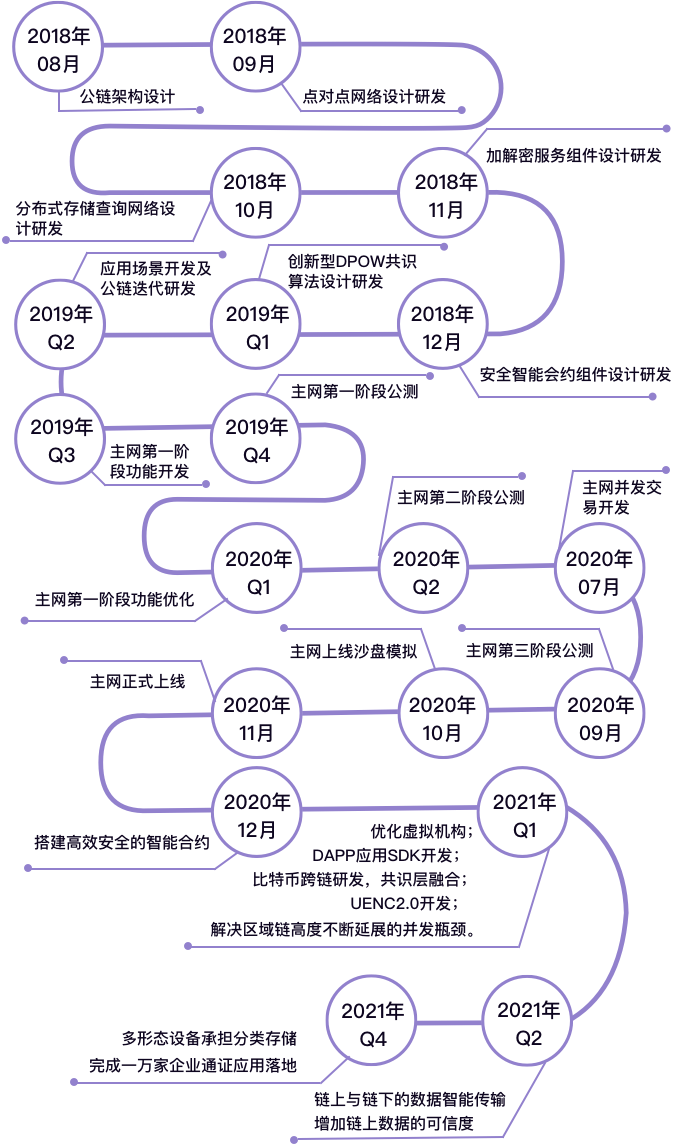 2018年
08月
公链架构设计
2018年
09月
点对点网络设计研发
2018年
10月
分布式存储查询网络设
计研发
2018年
11月
加解密服务组件设计研发
2018年
12月
安全智能会约组件设计研发
2019年
Q1
创新型DPOW共识
算法设计研发
2019年
Q2
应用场景开发及
公链迭代研发
2019年
Q3
主网第一阶
段功能开发
2019年
Q4
主网第一阶段公测
2020年
Q1
主网第一阶段功能优化
2020年
Q2
主网第二阶段公测
2020年
07月
主网并发交
易开发
2020年
09月
主网第三阶段公测
2020年
10月
主网上线沙盘模拟
2020年
11月
主网正式上线
2020年
12月
搭建高效安全的智能合约
2021年
Q1
优化虚拟机构；
DAPP应用SDK开发；
比特币跨链研发，共识层融合；
UENC2.0开发；
解决区域链高度不断延展的并发瓶颈。
2021年
Q2
链上与链下的数据智能传输
增加链上数据的可信度
2021年
Q4
多形态设备承担分类存储
完成一万家企业通证应用落地